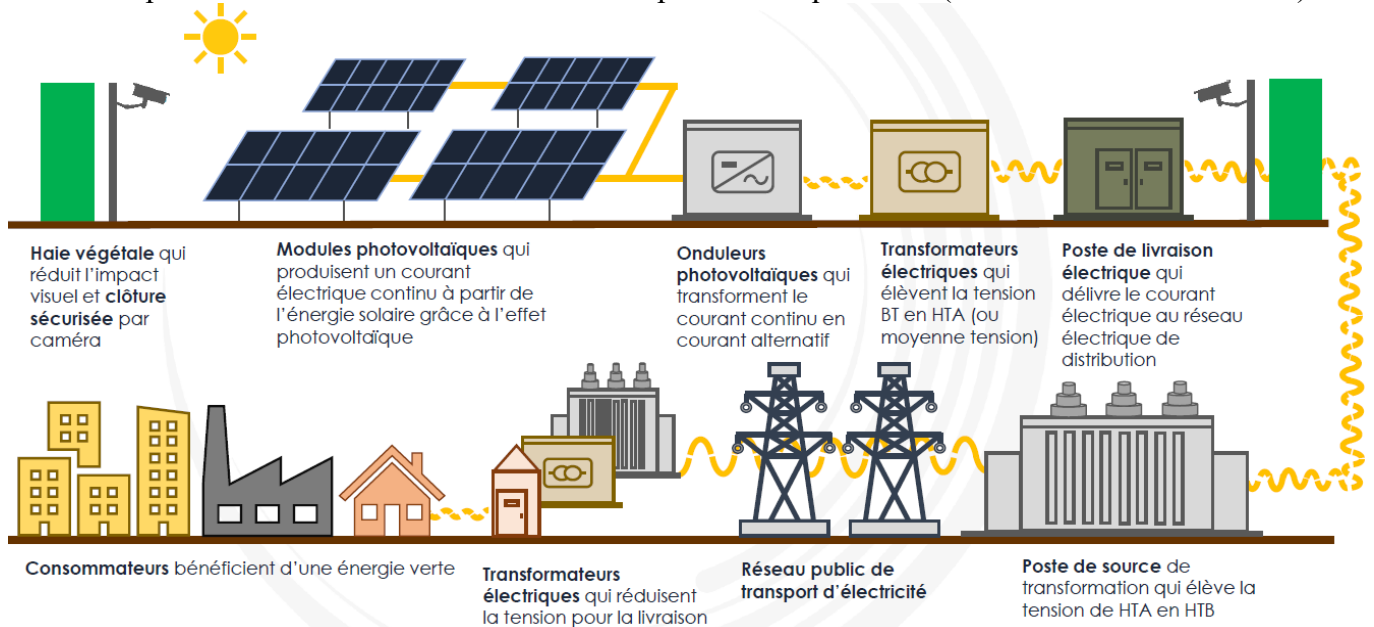 Haie végétale qui
réduit l'impact
visuel et clôture
sécurisée par
caméra
Modules photovoltaïques qui
produisent un courant
électrique continu à partir de
l'énergie solaire grâce à l'effet
photovoltaïque
Onduleurs
photovoltaïques qui
transforment le
courant continu en
courant alternatif
Transformateurs
électriques qui
élèvent la tension
BT en HTA (ou
moyenne tension)
Poste de livraison
électrique qui
délivre le courant
électrique au réseau
électrique de
distribution
Consommateurs bénéficient d'une énergie verte
Transformateurs
électriques qui réduisent
la tension pour la livraison
Réseau public de
transport d'électricité
Poste de source de
transformation qui élève la
tension de HTA en HTB